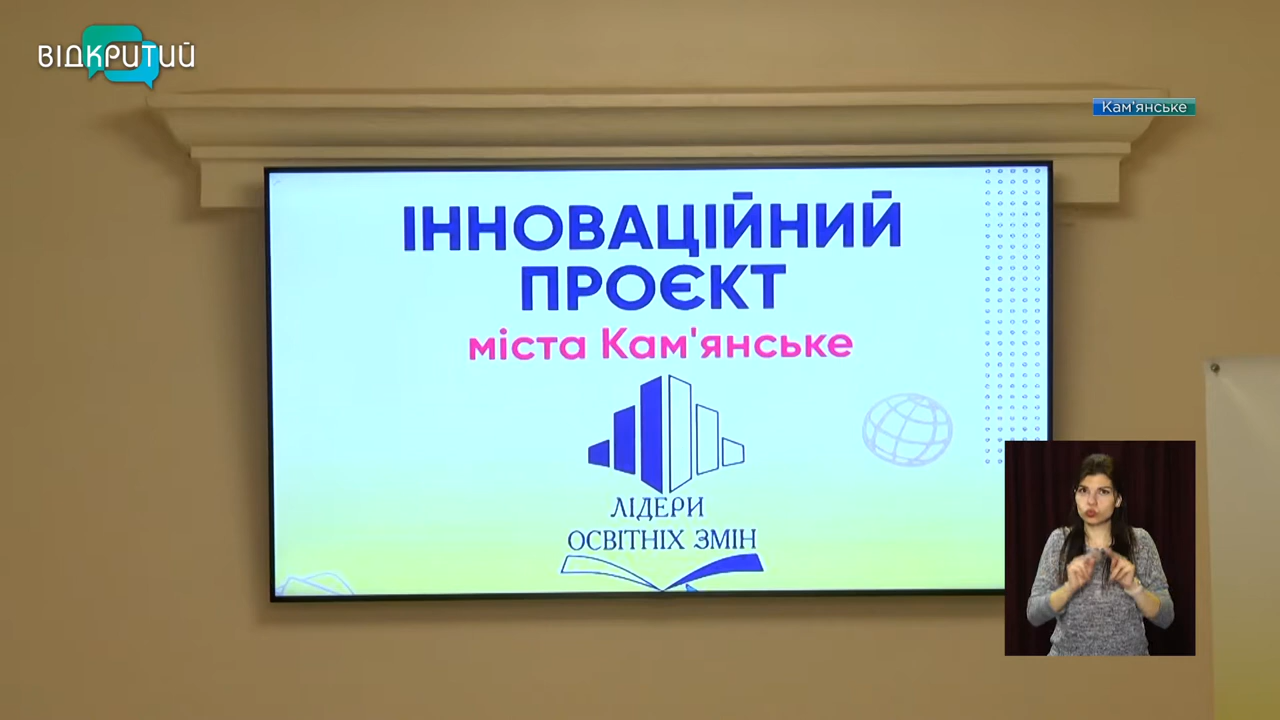 ВІДКРИТИЙ
Кам'янське
ІННОВАЦІЙНИЙ
ПРОЄКТ
міста Кам'янське
ЛІДЕРИ
ОСВІТНІХ ЗМІН